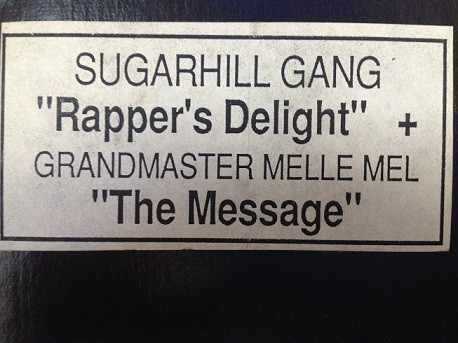 SUGARHILL GANG
"Rapper's Delight" +
GRANDMASTER MELLE MEL
"The Message"